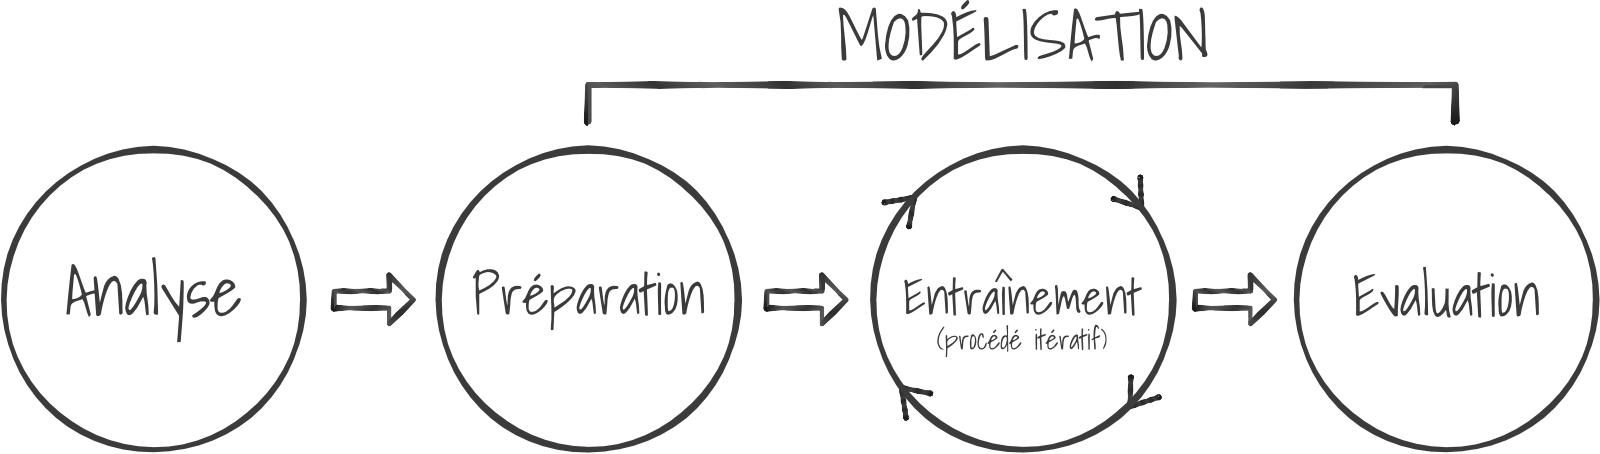 MODÉLISATION
Analyse
Préparation
Entraînement
(procédé itératif)
Evaluation